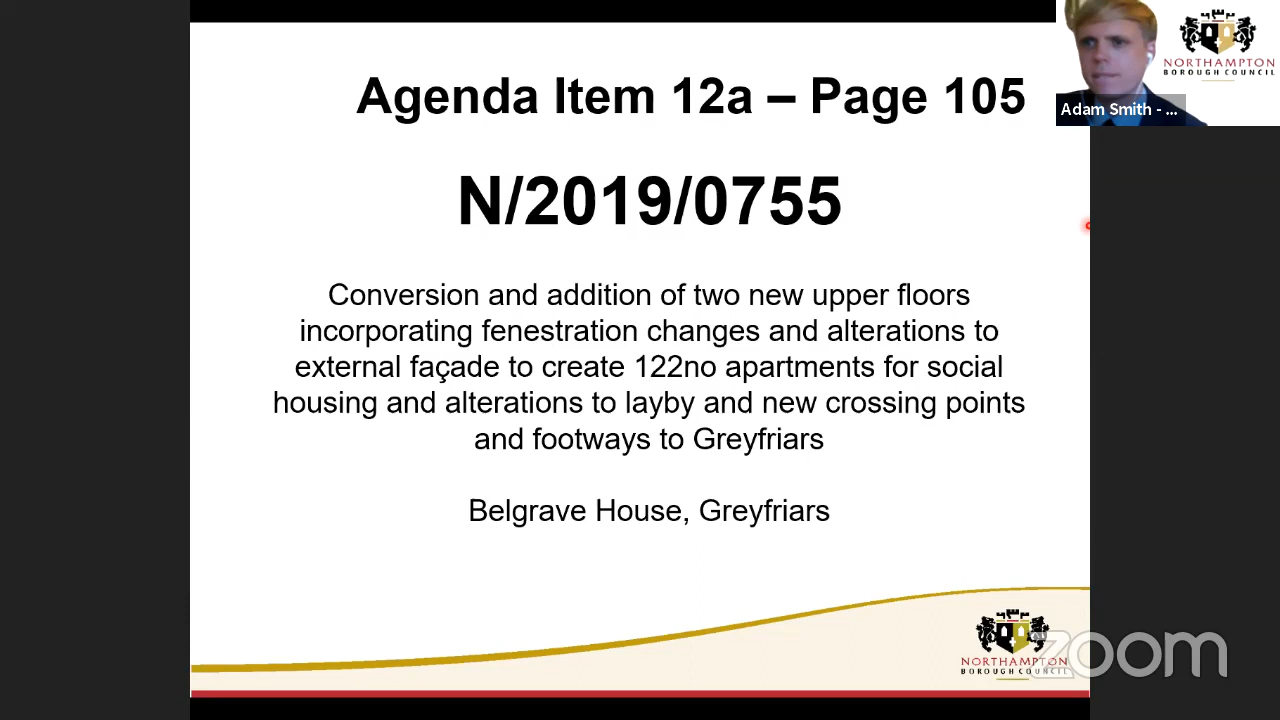 Agenda Item 12a – Page 105
NORTHAMPTON
BOROUGH COUNCIL
Adam Smith - ...
N/2019/0755
Conversion and addition of two new upper floors
incorporating fenestration changes and alterations to
external façade to create 122no apartments for social
housing and alterations to layby and new crossing points
and footways to Greyfriars
Belgrave House, Greyfriars
NORTHAMPTON
BOROUGH COUNCIL
zoom